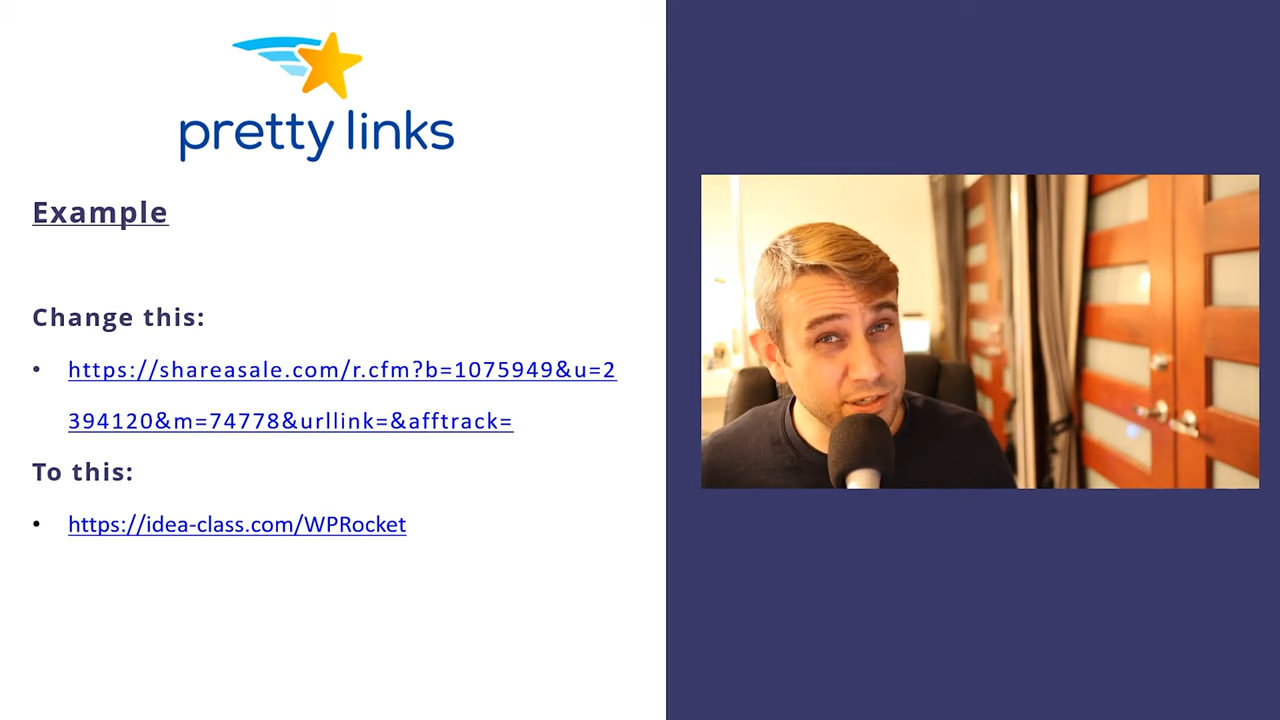 pretty links
Example
Change this:
• https://shareasale.com/r.cfm?b=1075949&u=2
394120&m=74778&urllink=&afftrack=
To this:
• https://idea-class.com/WPRocket